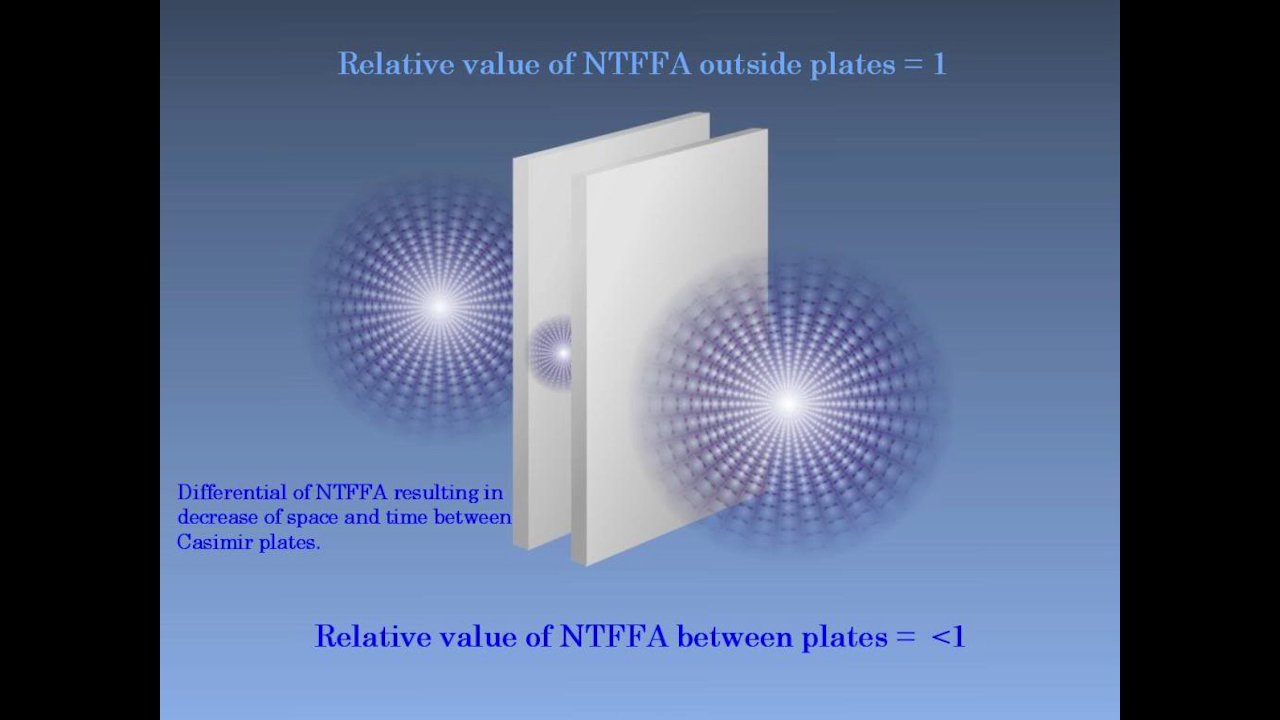 Relative value of NTFFA outside plates = 1
Differential of NTFFA resulting in
decrease of space and time between
Casimir plates.
Relative value of NTFFA between plates = <1